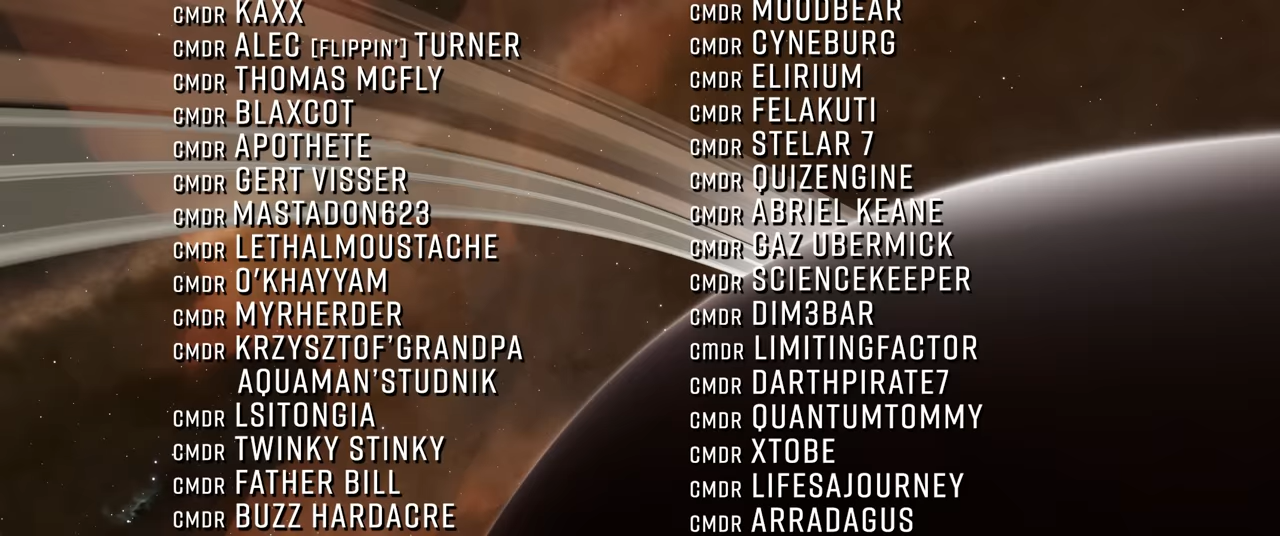 CMDR KAXX
CMDR ALEC [FLIPPIN'] TURNER
CMDR THOMAS MCFLY
CMDR BLAXCOT
CMDR APOTHETE
CMDR GERT VISSER
CMDR MASTADON623
CMDR LETHALMOUSTACHE
CMDR O'KHAYYAM
CMDR MYRHERDER
CMDR KRZYSZTOF'GRANDPA
AQUAMAN'STUDNIK
CMDR LSITONGIA
CMDR TWINKY STINKY
CMDR FATHER BILL
CMDR BUZZ HARDACRE
CMDR MOODBEAR
CMDR CYNEBURG
CMDR ELIRIUM
CMDR FELAKUTI
CMDR STELAR 7
CMDR QUIZENGINE
CMDR ABRIEL KEANE
CMDR GAZ UBERMICK
CMDR SCIENCEKEEPER
CMDR DIM3BAR
CmDR LIMITINGFACTOR
CMDR DARTHPIRATE7
CMDR QUANTUMTOMMY
CMDR XTOBE
CMDR LIFESAJOURNEY
CMDR ARRADAGUS